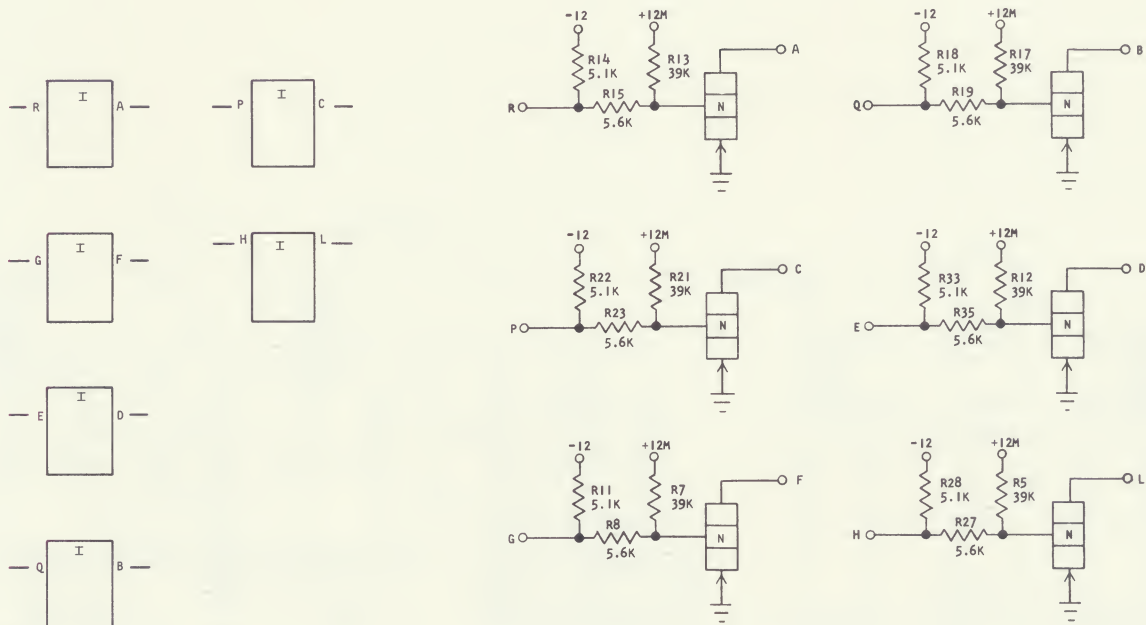 I
R A
I
P C
I
G F
I
H L
I
E D
I
Q B
-12 +12M
A
R14 R13
5.1K 39K
R15
R N
5.6K
-12 +12M
B
R18 R17
5.1K 39K
R19
Q N
5.6K
-12 +12M
C
R22 R21
5.1K 39K
R23
P N
5.6K
-12 +12M
D
R33 R12
5.1K 39K
R35
E N
5.6K
-12 +12M
F
R11 R7
5.1K 39K
R8
G N
5.6K
-12 +12M
L
R28 R5
5.1K 39K
R27
H N
5.6K